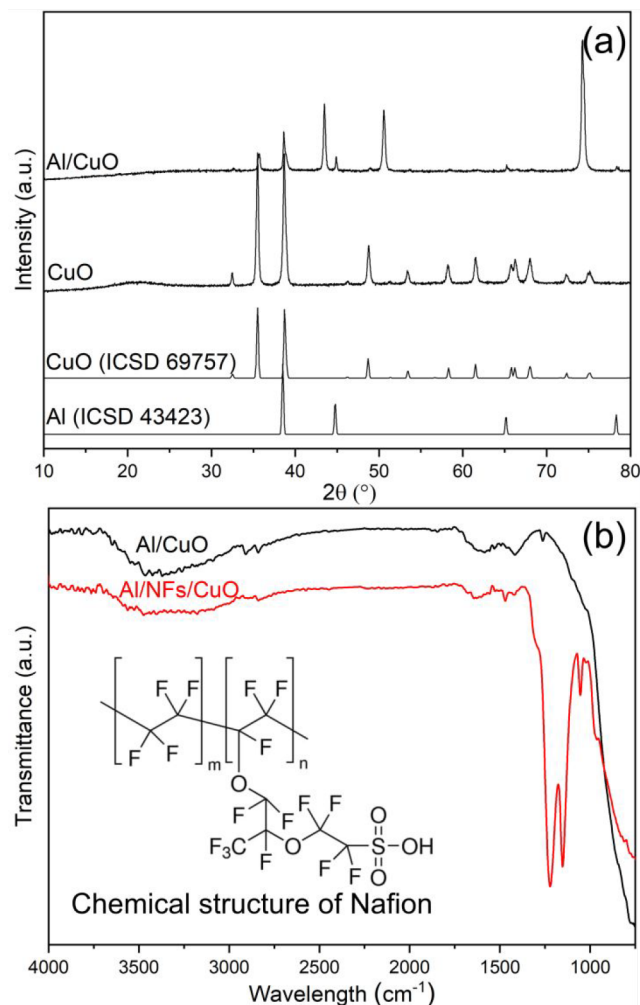 (a)
Intensity (a.u.)
Al/CuO
CuO
CuO (ICSD 69757)
Al (ICSD 43423)
10 20 30 40 50 60 70 80
2θ (°)
(b)
Transmittance (a.u.)
Al/CuO
Al/NFs/CuO
F F F F
F F F F
m n
O F
F F F F
F₃C F O F F S OH
O
O
Chemical structure of Nafion
4000 3500 3000 2500 2000 1500 1000
Wavelength (cm⁻¹)